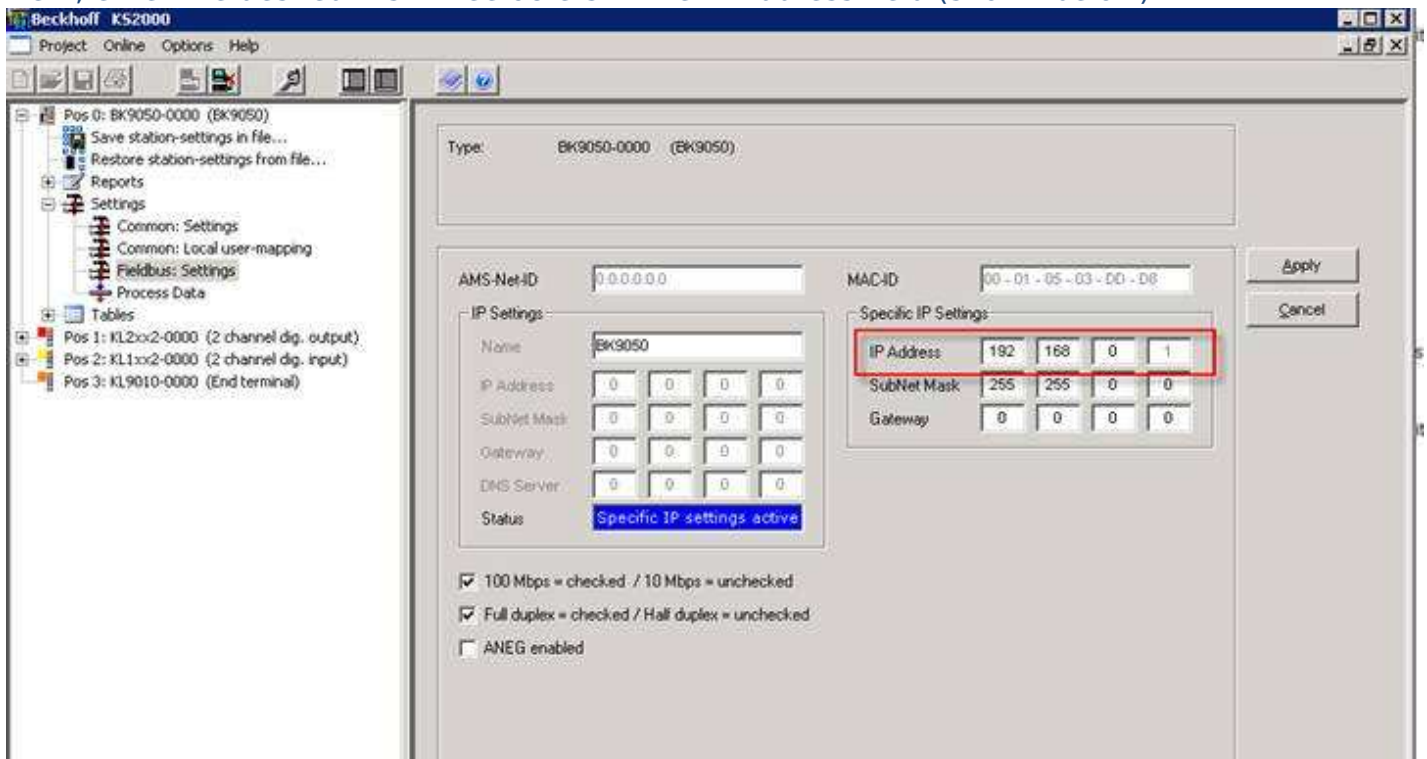 Beckhoff KS2000
Project Online Options Help
Pos 0: BK9050-0000 (BK9050)
Save station-settings in file...
Restore station-settings from file...
Reports
Settings
Common: Settings
Common: Local user-mapping
Fieldbus: Settings
Process Data
Tables
Pos 1: KL2xx2-0000 (2 channel dig. output)
Pos 2: KL1xx2-0000 (2 channel dig. input)
Pos 3: KL9010-0000 (End terminal)
Type: BK9050-0000 (BK9050)
AMS-Net-ID 0.0.0.0.0.0
IP Settings
Name BK9050
IP Address 0 0 0 0
SubNet Mask 0 0 0 0
Gateway 0 0 0 0
DNS Server 0 0 0 0
Status Specific IP settings active
100 Mbps = checked / 10 Mbps = unchecked
Full duplex = checked / Half duplex = unchecked
ANEG enabled
MAC-ID 00 - 01 - 05 - 03 - DD - D8
Specific IP Settings
IP Address 192 168 0 1
SubNet Mask 255 255 0 0
Gateway 0 0 0 0
Apply
Cancel